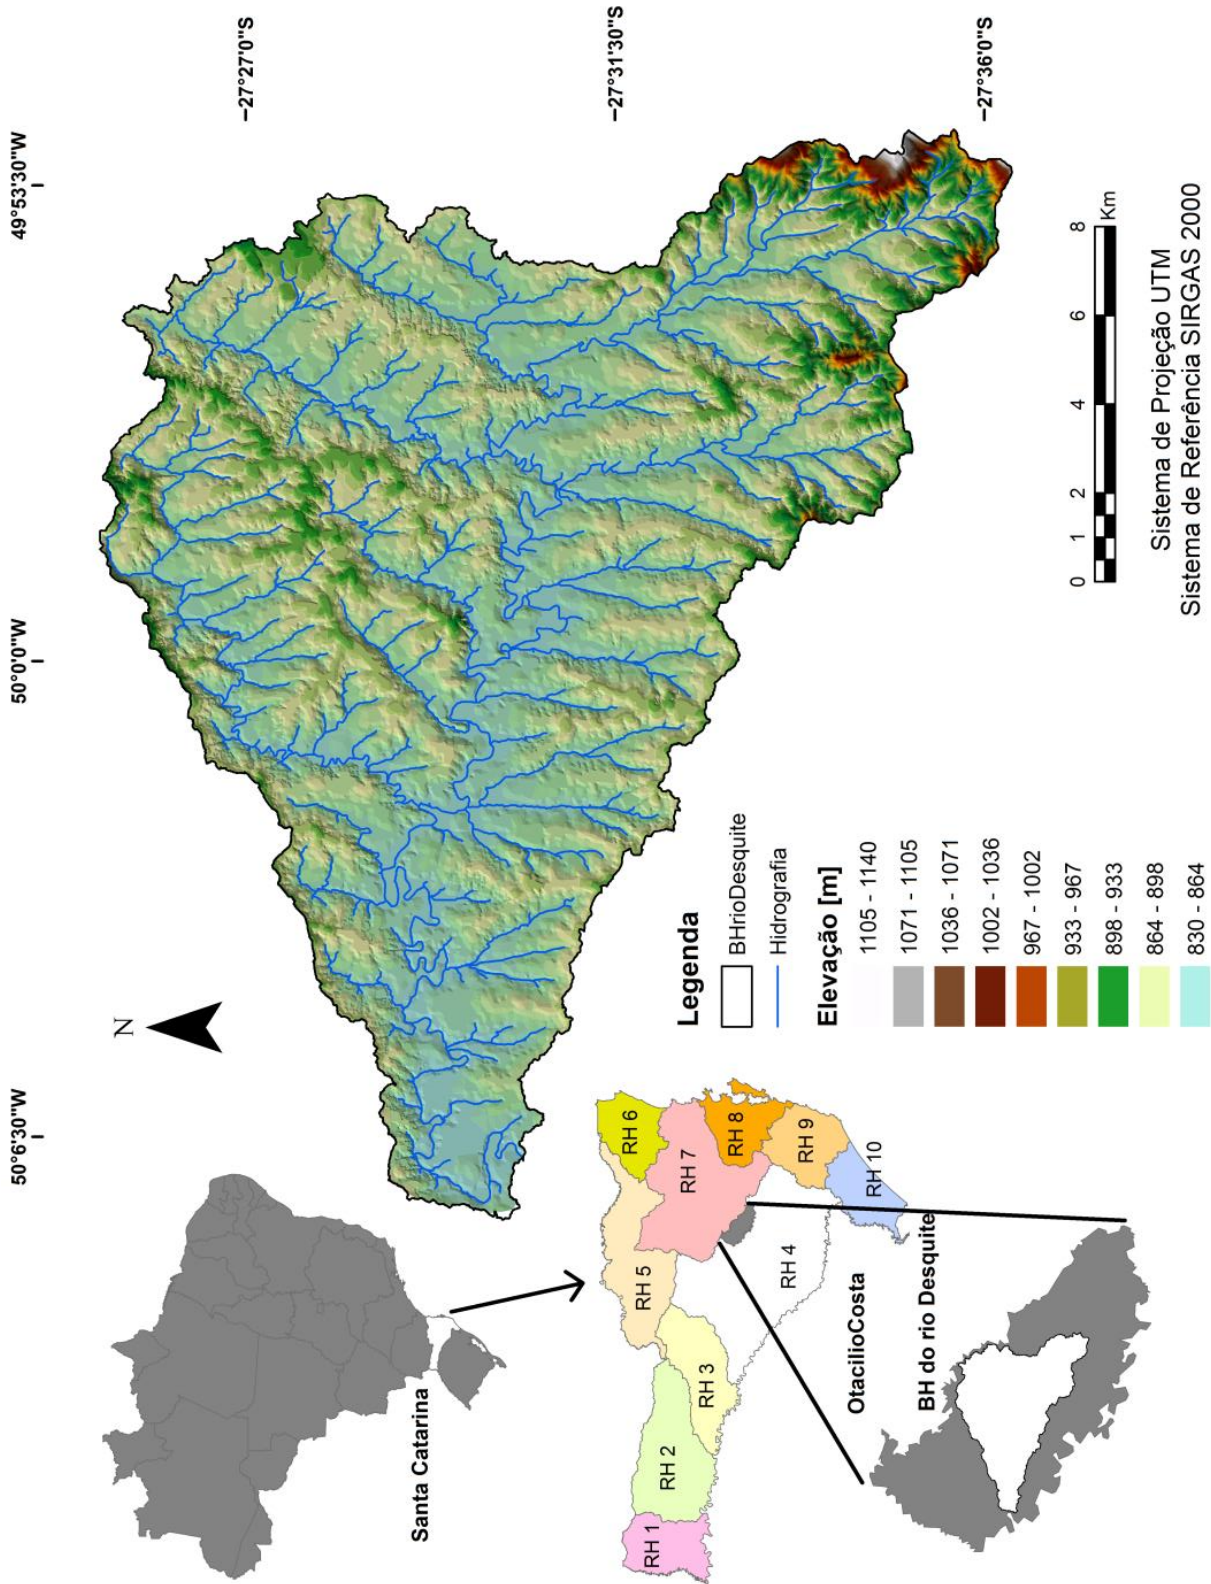 50°6'30"W
50°0'0"W
49°53'30"W
27°27'0"S
27°31'30"S
27°36'0"S
N
Santa Catarina
RH 1
RH 2
RH 3
RH 4
RH 5
RH 6
RH 7
RH 8
RH 9
RH 10
OtacilioCosta
BH do rio Desquite
Legenda
BHrioDesquite
Hidrografia
Elevação [m]
1105 - 1140
1071 - 1105
1036 - 1071
1002 - 1036
967 - 1002
933 - 967
898 - 933
864 - 898
830 - 864
0 1 2 4 6 8
Km
Sistema de Projeção UTM
Sistema de Referência SIRGAS 2000